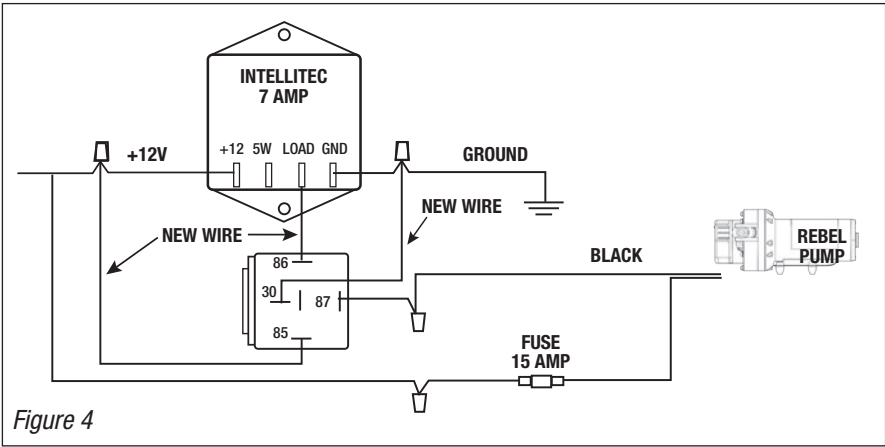 INTELLITEC
7 AMP
+12V
+12 5W LOAD GND
GROUND
NEW WIRE
NEW WIRE
86
30
87
85
BLACK
REBEL
PUMP
FUSE
15 AMP
Figure 4